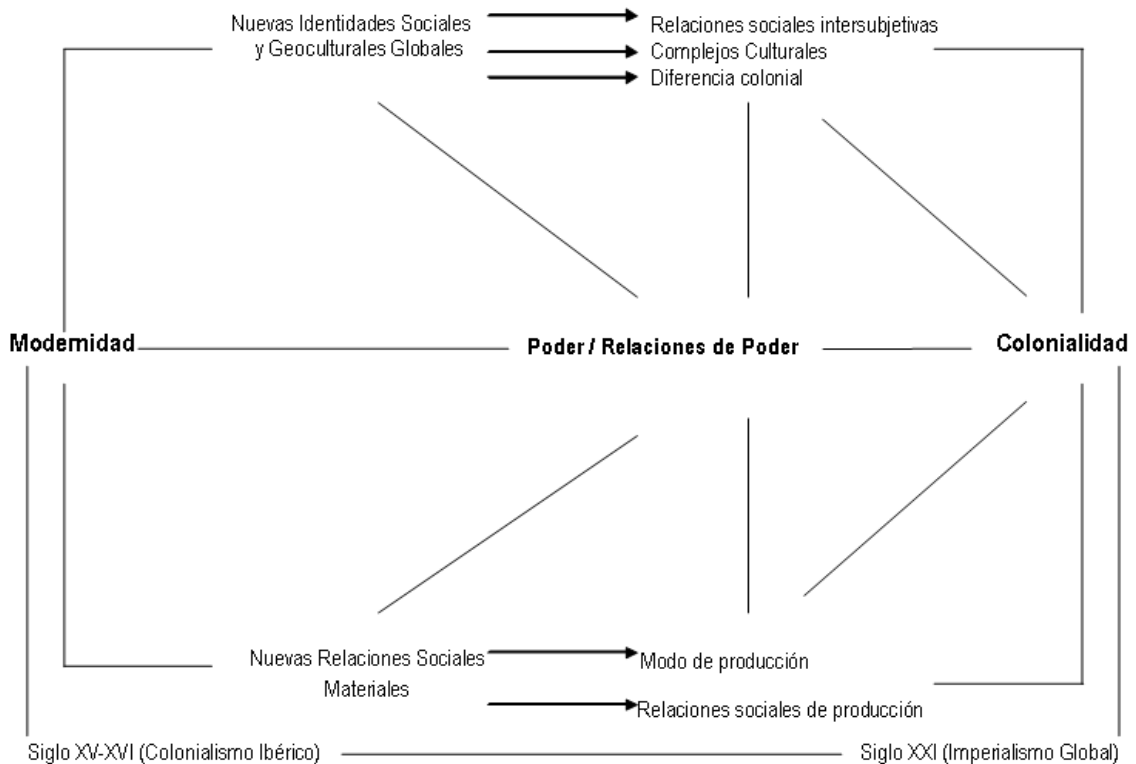 Nuevas Identidades Sociales
y Geoculturales Globales
Relaciones sociales intersubjetivas
Complejos Culturales
Diferencia colonial
Modernidad
Poder / Relaciones de Poder
Colonialidad
Nuevas Relaciones Sociales
Materiales
Modo de producción
Relaciones sociales de producción
Siglo XV-XVI (Colonialismo Ibérico)
Siglo XXI (Imperialismo Global)